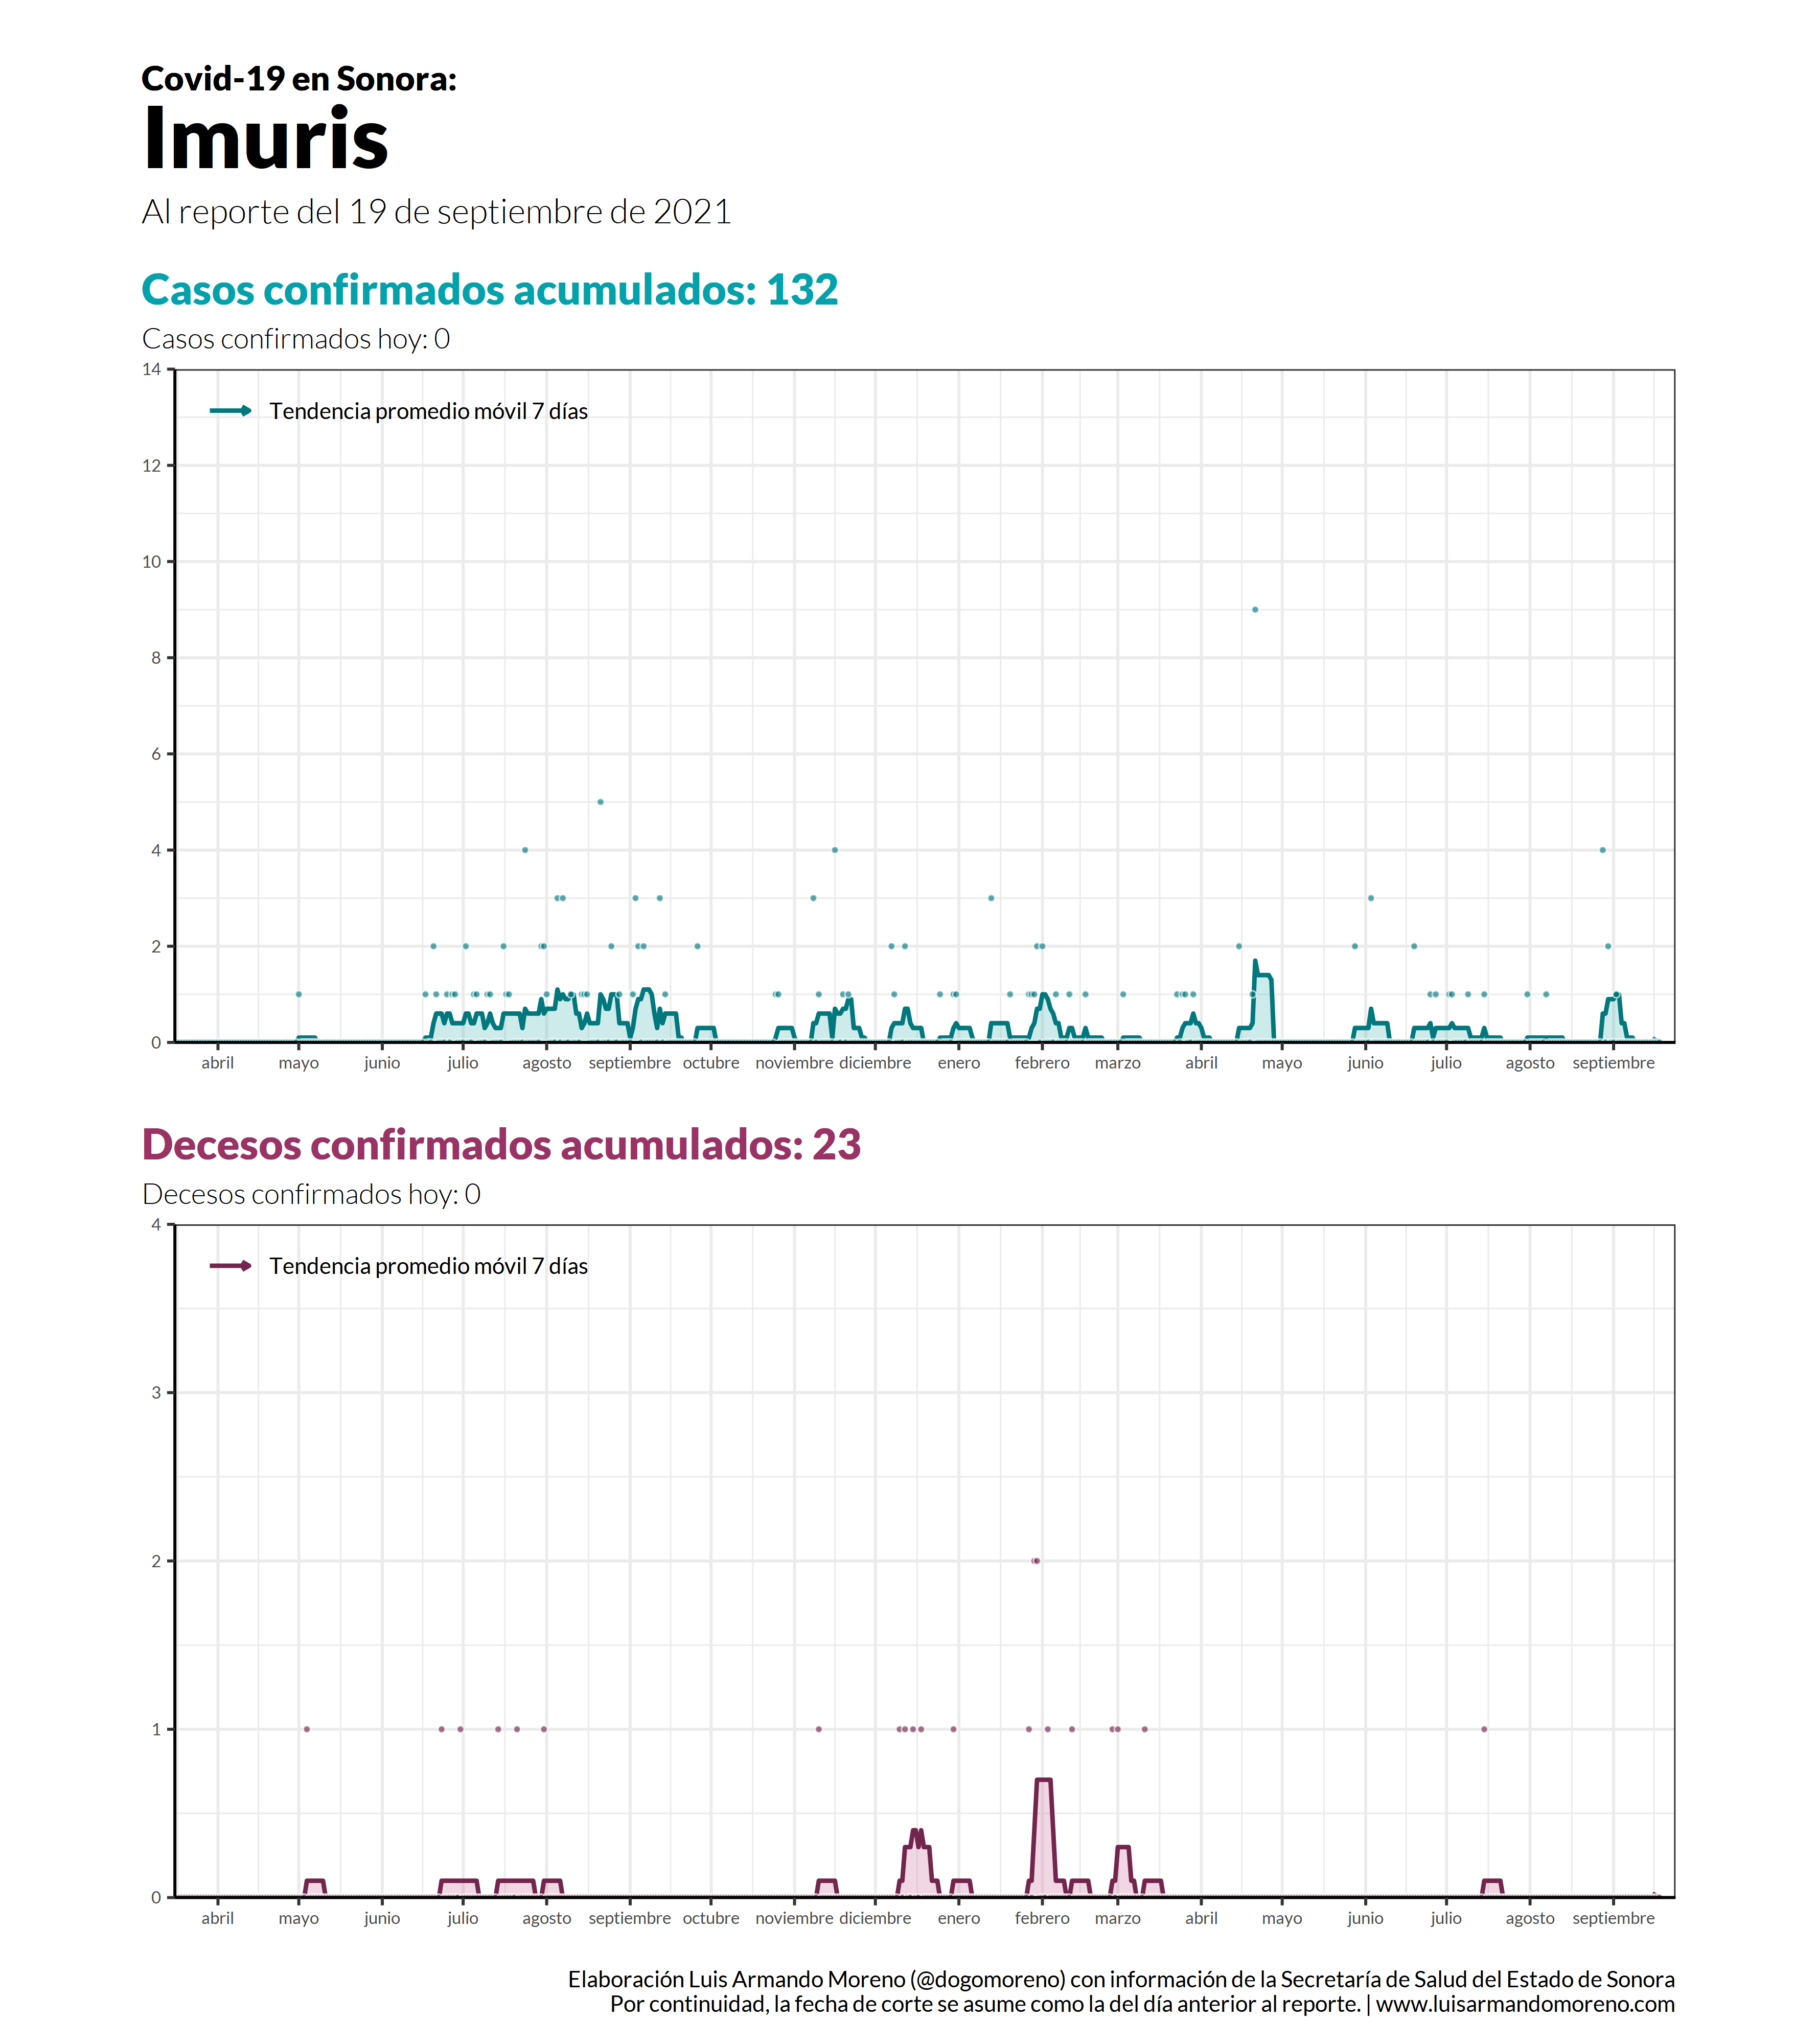 Covid-19 en Sonora:
Imuris
Al reporte del 19 de septiembre de 2021
Casos confirmados acumulados: 132
Casos confirmados hoy: 0
14
Tendencia promedio móvil 7 días
12
10
8
6
4
2
0
abril mayo junio julio agosto septiembre octubre noviembre diciembre enero febrero marzo abril mayo junio julio agosto septiembre
Decesos confirmados acumulados: 23
Decesos confirmados hoy: 0
4
Tendencia promedio móvil 7 días
3
2
1
0
abril mayo junio julio agosto septiembre octubre noviembre diciembre enero febrero marzo abril mayo junio julio agosto septiembre
Elaboración Luis Armando Moreno (@dogomoreno) con información de la Secretaría de Salud del Estado de Sonora
Por continuidad, la fecha de corte se asume como la del día anterior al reporte. | www.luisarmandomoreno.com